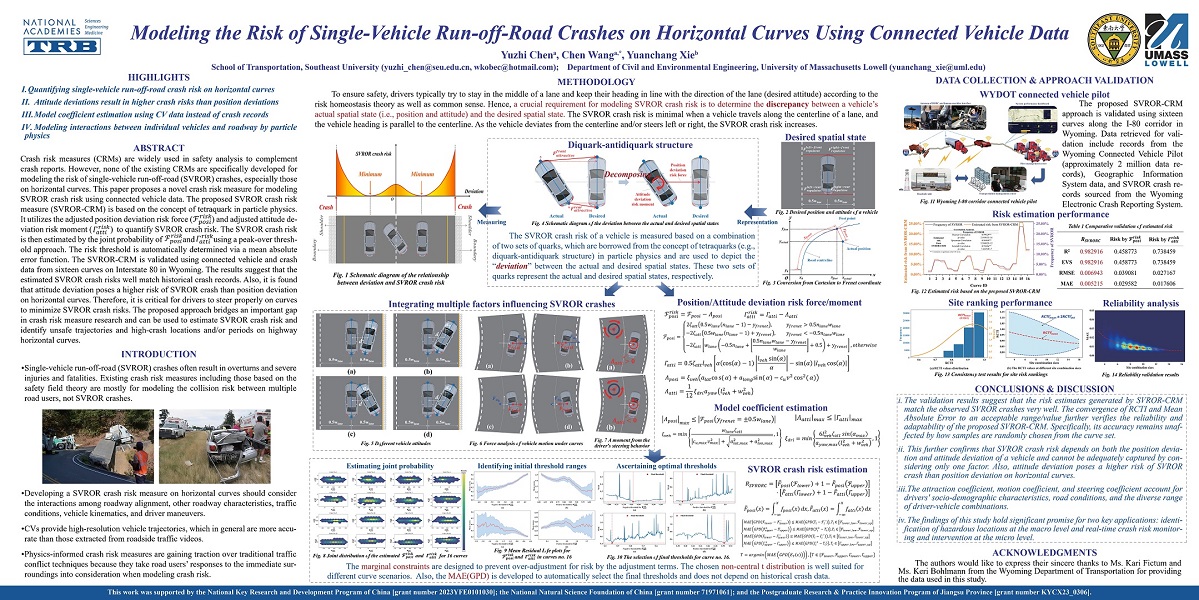 NATIONAL
ACADEMIES
Sciences
Engineering
Medicine
TRB
Modeling the Risk of Single-Vehicle Run-off-Road Crashes on Horizontal Curves Using Connected Vehicle Data
Yuzhi Chenᵃ, Chen Wangᵃ,*, Yuanchang Xieᵇ
School of Transportation, Southeast University (yuzhi_chen@seu.edu.cn, wkobec@hotmail.com); Department of Civil and Environmental Engineering, University of Massachusetts Lowell (yuanchang_xie@uml.edu)
UMASS
LOWELL
HIGHLIGHTS
I. Quantifying single-vehicle run-off-road crash risk on horizontal curves
II. Attitude deviations result in higher crash risks than position deviations
III. Model coefficient estimation using CV data instead of crash records
IV. Modeling interactions between individual vehicles and roadway by particle
physics
ABSTRACT
Crash risk measures (CRMs) are widely used in safety analysis to complement
crash reports. However, none of the existing CRMs are specifically developed for
modeling the risk of single-vehicle run-off-road (SVROR) crashes, especially those
on horizontal curves. This paper proposes a novel crash risk measure for modeling
SVROR crash risk using connected vehicle data. The proposed SVROR crash risk
measure (SVROR-CRM) is based on the concept of tetraquark in particle physics.
It utilizes the adjusted position deviation risk force and adjusted attitude de-
viation risk moment to quantify SVROR crash risk. The SVROR crash risk
is then estimated by the joint probability of and using a peak-over thresh-
old approach. The risk threshold is automatically determined via a mean absolute
error function. The SVROR-CRM is validated using connected vehicle and crash
data from sixteen curves on Interstate 80 in Wyoming. The results suggest that the
estimated SVROR crash risks well match historical crash records. Also, it is found
that attitude deviation poses a higher risk of SVROR crash than position deviation
on horizontal curves. Therefore, it is critical for drivers to steer properly on curves
to minimize SVROR crash risks. The proposed approach bridges an important gap
in crash risk measure research and can be used to estimate SVROR crash risk and
identify unsafe trajectories and high-crash locations and/or periods on highway
horizontal curves.
INTRODUCTION
•Single-vehicle run-off-road (SVROR) crashes often result in overturns and severe
injuries and fatalities. Existing crash risk measures including those based on the
safety field theory are mostly for modeling the collision risk between multiple
road users, not SVROR crashes.
•Developing a SVROR crash risk measure on horizontal curves should consider
the interactions among roadway alignment, other roadway characteristics, traffic
conditions, vehicle kinematics, and driver maneuvers.
•CVs provide high-resolution vehicle trajectories, which in general are more accu-
rate than those extracted from roadside traffic videos.
•Physics-informed crash risk measures are gaining traction over traditional traffic
conflict techniques because they take road users' responses to the immediate sur-
roundings into consideration when modeling crash risk.
METHODOLOGY
To ensure safety, drivers typically try to stay in the middle of a lane and keep their heading in line with the direction of the lane (desired attitude) according to the
risk homeostasis theory as well as common sense. Hence, a crucial requirement for modeling SVROR crash risk is to determine the discrepancy between a vehicle's
actual spatial state (i.e., position and attitude) and the desired spatial state. The SVROR crash risk is minimal when a vehicle travels along the centerline of a lane, and
the vehicle heading is parallel to the centerline. As the vehicle deviates from the centerline and/or steers left or right, the SVROR crash risk increases.
SVROR crash risk
Minimum
Minimum
Deviation
Crash
Crash
Fig. 1 Schematic diagram of the relationship
between deviation and SVROR crash risk
Measuring
Diquark-antidiquark structure
Decomposing
Position
deviation
risk force
Attitude
deviation
risk moment
Actual
Desired
Actual
Desired
Fig. 4 Schematic diagram of the deviation between the actual and desired spatial states
The SVROR crash risk of a vehicle is measured based on a combination
of two sets of quarks, which are borrowed from the concept of tetraquarks (e.g.,
diquark-antidiquark structure) in particle physics and are used to depict the
"deviation" between the actual and desired spatial states. These two sets of
quarks represent the actual and desired spatial states, respectively.
Representation
Desired spatial state
Fig. 2 Desired position and attitude of a vehicle
Actual position
Road centerline
Fig. 3 Conversion from Cartesian to Frenet coordinate
Integrating multiple factors influencing SVROR crashes
(a)
(b)
(c)
(d)
Fig. 5 Different vehicle attitudes
(a)
(b)
(c)
(d)
Fig. 6 Force analysis of vehicle motion under curves
(a)
(b)
Fig. 7 A moment from the
driver's steering behavior
Position/Attitude deviation risk force/moment
Model coefficient estimation
Estimating joint probability
Fig. 8 Joint distribution of the estimated and for 16 curves
Identifying initial threshold ranges
Fig. 9 Mean Residual Life plots for
and in curves no. 16
Ascertaining optimal thresholds
Fig. 10 The selection of final thresholds for curve no. 16
SVROR crash risk estimation
The marginal constraints are designed to prevent over-adjustment for risk by the adjustment terms. The chosen non-central t distribution is well suited for
different curve scenarios. Also, the MAE(GPD) is developed to automatically select the final thresholds and does not depend on historical crash data.
DATA COLLECTION & APPROACH VALIDATION
WYDOT connected vehicle pilot
Fig. 11 Wyoming I-80 corridor connected vehicle pilot
The proposed SVROR-CRM
approach is validated using sixteen
curves along the I-80 corridor in
Wyoming. Data retrieved for vali-
dation include records from the
Wyoming Connected Vehicle Pilot
(approximately 2 million data re-
cords), Geographic Information
System data, and SVROR crash re-
cords sourced from the Wyoming
Electronic Crash Reporting System.
Risk estimation performance
Curve ID
Fig. 12 Estimated risk based on the proposed SVROR-CRM
Table 1 Comparative validation of estimated risk
Risk by
Risk by
R² 0.982916 0.458773 0.738459
EVS 0.982916 0.458773 0.738459
RMSE 0.006943 0.039081 0.027167
MAE 0.005215 0.029582 0.017606
Site ranking performance
Fig. 13 Consistency test results for site rankings
Reliability analysis
Fig. 14 Reliability validation results
CONCLUSIONS & DISCUSSION
i. The validation results suggest that the risk estimates generated by SVROR-CRM
match the observed SVROR crashes very well. The convergence of RCTI and Mean
Absolute Error to an acceptable range/value further verifies the reliability and
adaptability of the proposed SVROR-CRM. Specifically, its accuracy remains unaf-
fected by how samples are randomly chosen from the curve set.
ii. This further confirms that SVROR crash risk depends on both the position devia-
tion and attitude deviation of a vehicle and cannot be adequately captured by con-
sidering only one factor. Also, attitude deviation poses a higher risk of SVROR
crash than position deviation on horizontal curves.
iii. The attraction coefficient, motion coefficient, and steering coefficient account for
drivers' socio-demographic characteristics, road conditions, and the diverse range
of driver-vehicle combinations.
iv. The findings of this study hold significant promise for two key applications: identi-
fication of hazardous locations at the macro level and real-time crash risk monitor-
ing and intervention at the micro level.
ACKNOWLEDGMENTS
The authors would like to express their sincere thanks to Ms. Kari Fictum and
Ms. Keri Bohlmann from the Wyoming Department of Transportation for providing
the data used in this study.
This work was supported by the National Key Research and Development Program of China [grant number 2023YFE0101030]; the National Natural Science Foundation of China [grant number 71971061]; and the Postgraduate Research & Practice Innovation Program of Jiangsu Province [grant number KYCX23_0306].